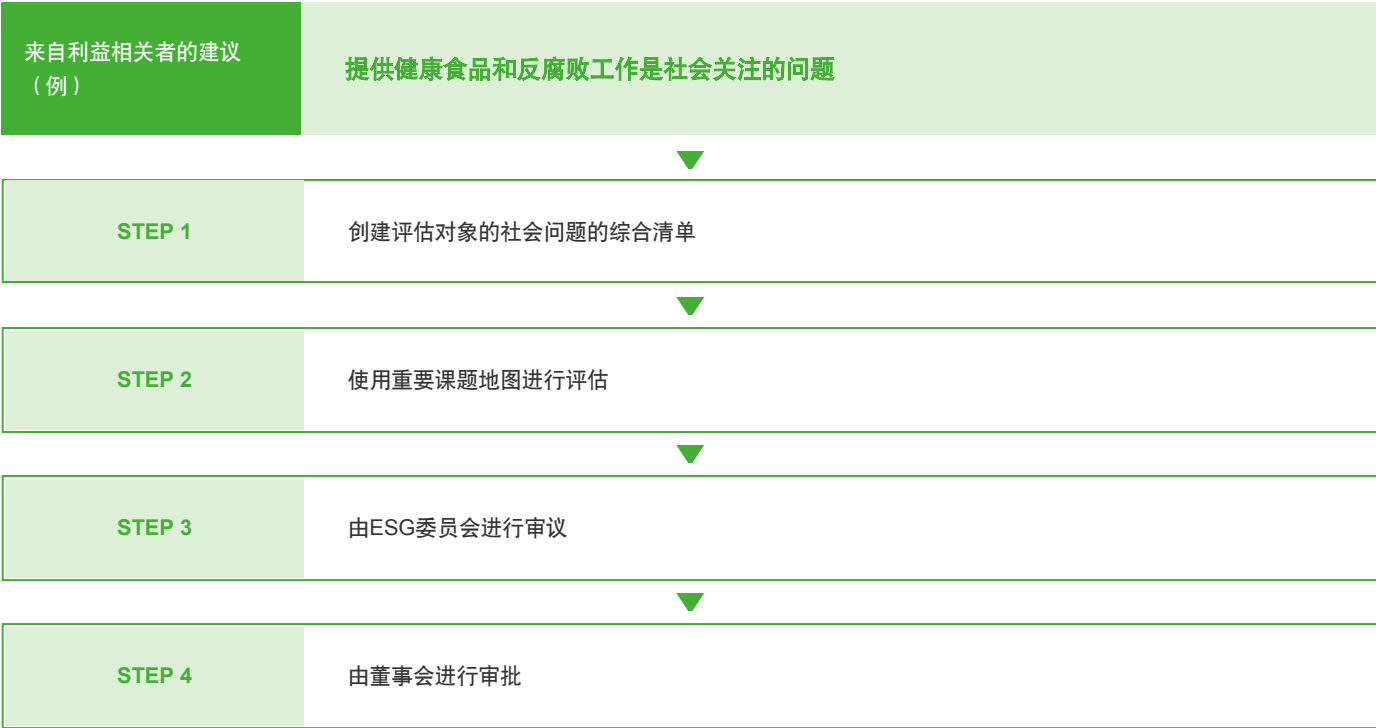 来自利益相关者的建议
（例）
提供健康食品和反腐败工作是社会关注的问题
STEP 1
创建评估对象的社会问题的综合清单
STEP 2
使用重要课题地图进行评估
STEP 3
由ESG委员会进行审议
STEP 4
由董事会进行审批